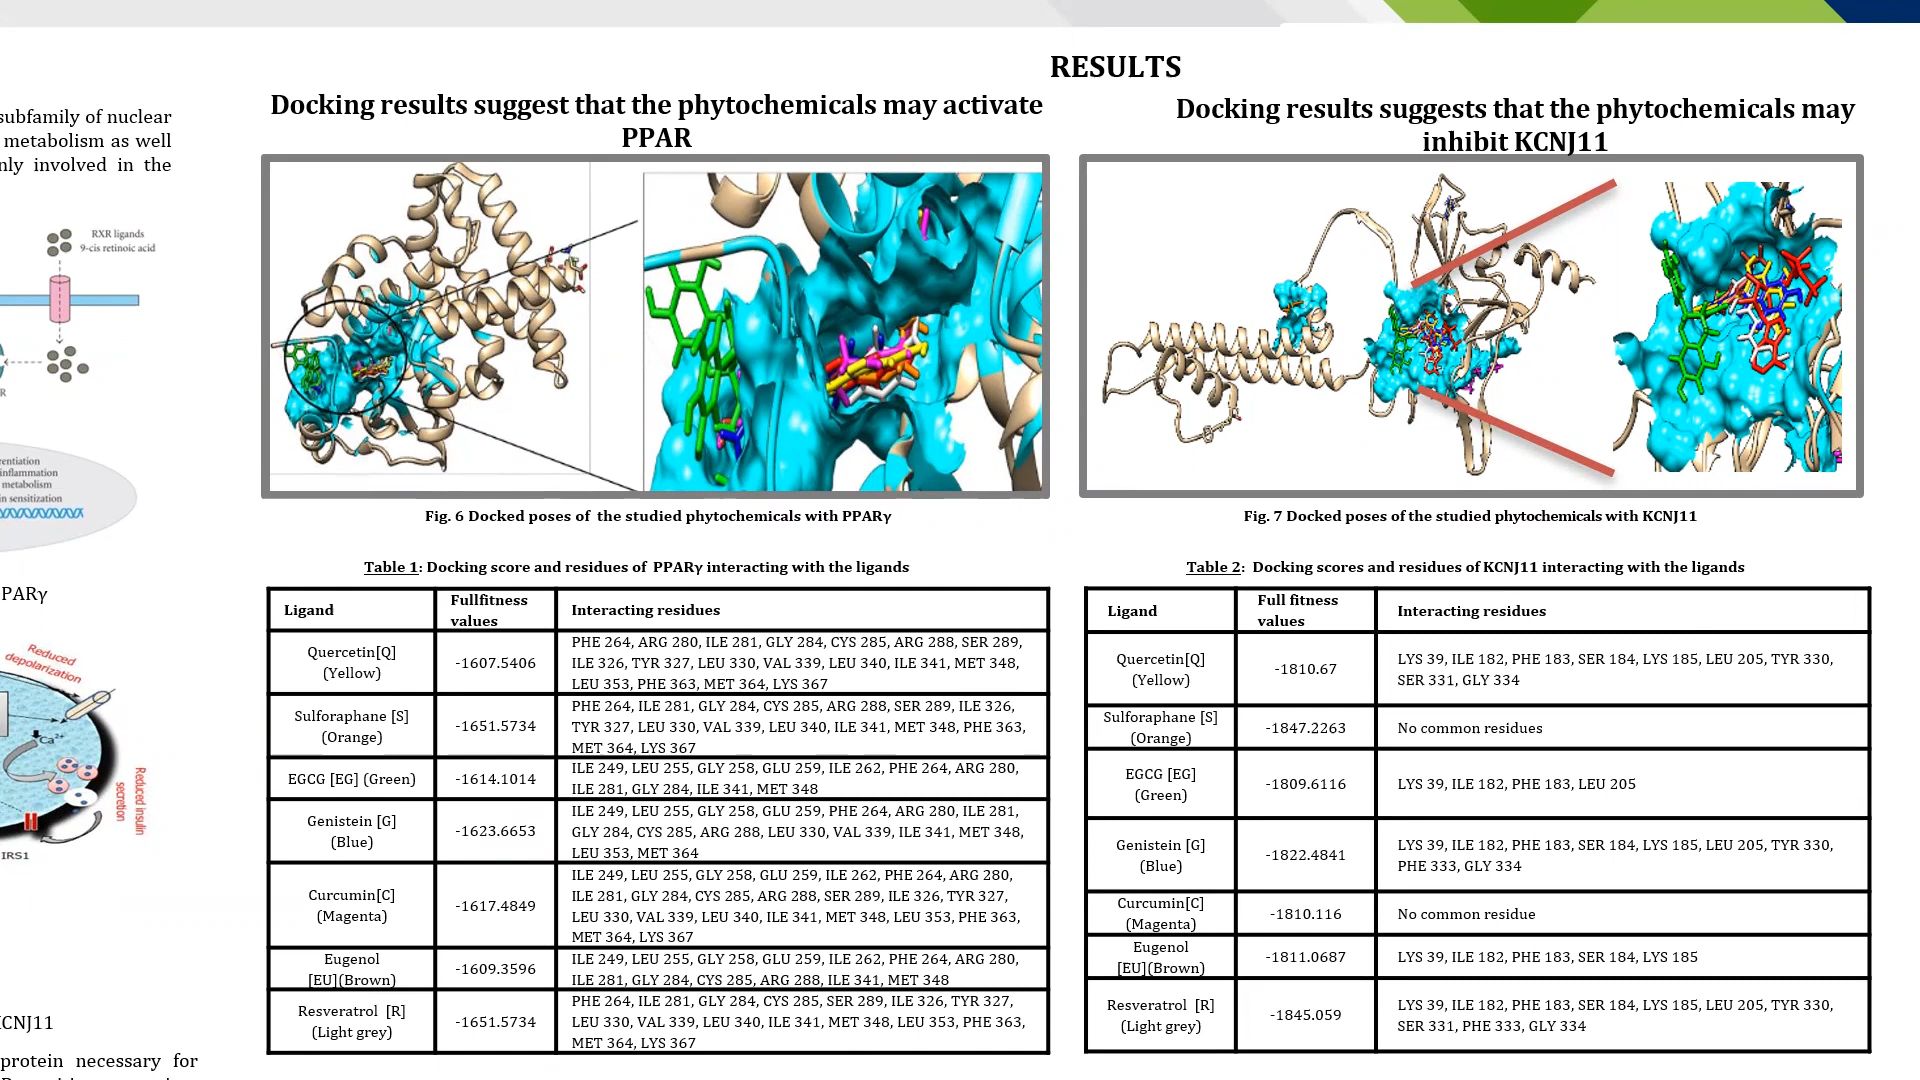 RESULTS
subfamily of nuclear
metabolism as well
nly involved in the
RXR ligands
9-cis retinoic acid
R
rentiation
inflammation
metabolism
in sensitization
PARγ
Reduced
depolarization
Ca²⁺
Reduced insulin
secretion
IRS1
KCNJ11
protein necessary for
Docking results suggest that the phytochemicals may activate
PPAR
Fig. 6 Docked poses of the studied phytochemicals with PPARγ
Table 1: Docking score and residues of PPARγ interacting with the ligands
Ligand
Fullfitness
values
Interacting residues
Quercetin[Q]
(Yellow)
-1607.5406
PHE 264, ARG 280, ILE 281, GLY 284, CYS 285, ARG 288, SER 289,
ILE 326, TYR 327, LEU 330, VAL 339, LEU 340, ILE 341, MET 348,
LEU 353, PHE 363, MET 364, LYS 367
Sulforaphane [S]
(Orange)
-1651.5734
PHE 264, ILE 281, GLY 284, CYS 285, ARG 288, SER 289, ILE 326,
TYR 327, LEU 330, VAL 339, LEU 340, ILE 341, MET 348, PHE 363,
MET 364, LYS 367
EGCG [EG] (Green)
-1614.1014
ILE 249, LEU 255, GLY 258, GLU 259, ILE 262, PHE 264, ARG 280,
ILE 281, GLY 284, ILE 341, MET 348
Genistein [G]
(Blue)
-1623.6653
ILE 249, LEU 255, GLY 258, GLU 259, PHE 264, ARG 280, ILE 281,
GLY 284, CYS 285, ARG 288, LEU 330, VAL 339, ILE 341, MET 348,
LEU 353, MET 364
Curcumin[C]
(Magenta)
-1617.4849
ILE 249, LEU 255, GLY 258, GLU 259, ILE 262, PHE 264, ARG 280,
ILE 281, GLY 284, CYS 285, ARG 288, SER 289, ILE 326, TYR 327,
LEU 330, VAL 339, LEU 340, ILE 341, MET 348, LEU 353, PHE 363,
MET 364, LYS 367
Eugenol
[EU](Brown)
-1609.3596
ILE 249, LEU 255, GLY 258, GLU 259, ILE 262, PHE 264, ARG 280,
ILE 281, GLY 284, CYS 285, ARG 288, ILE 341, MET 348
Resveratrol [R]
(Light grey)
-1651.5734
PHE 264, ILE 281, GLY 284, CYS 285, SER 289, ILE 326, TYR 327,
LEU 330, VAL 339, LEU 340, ILE 341, MET 348, LEU 353, PHE 363,
MET 364, LYS 367
Docking results suggests that the phytochemicals may
inhibit KCNJ11
Fig. 7 Docked poses of the studied phytochemicals with KCNJ11
Table 2: Docking scores and residues of KCNJ11 interacting with the ligands
Ligand
Full fitness
values
Interacting residues
Quercetin[Q]
(Yellow)
-1810.67
LYS 39, ILE 182, PHE 183, SER 184, LYS 185, LEU 205, TYR 330,
SER 331, GLY 334
Sulforaphane [S]
(Orange)
-1847.2263
No common residues
EGCG [EG]
(Green)
-1809.6116
LYS 39, ILE 182, PHE 183, LEU 205
Genistein [G]
(Blue)
-1822.4841
LYS 39, ILE 182, PHE 183, SER 184, LYS 185, LEU 205, TYR 330,
PHE 333, GLY 334
Curcumin[C]
(Magenta)
-1810.116
No common residue
Eugenol
[EU](Brown)
-1811.0687
LYS 39, ILE 182, PHE 183, SER 184, LYS 185
Resveratrol [R]
(Light grey)
-1845.059
LYS 39, ILE 182, PHE 183, SER 184, LYS 185, LEU 205, TYR 330,
SER 331, PHE 333, GLY 334